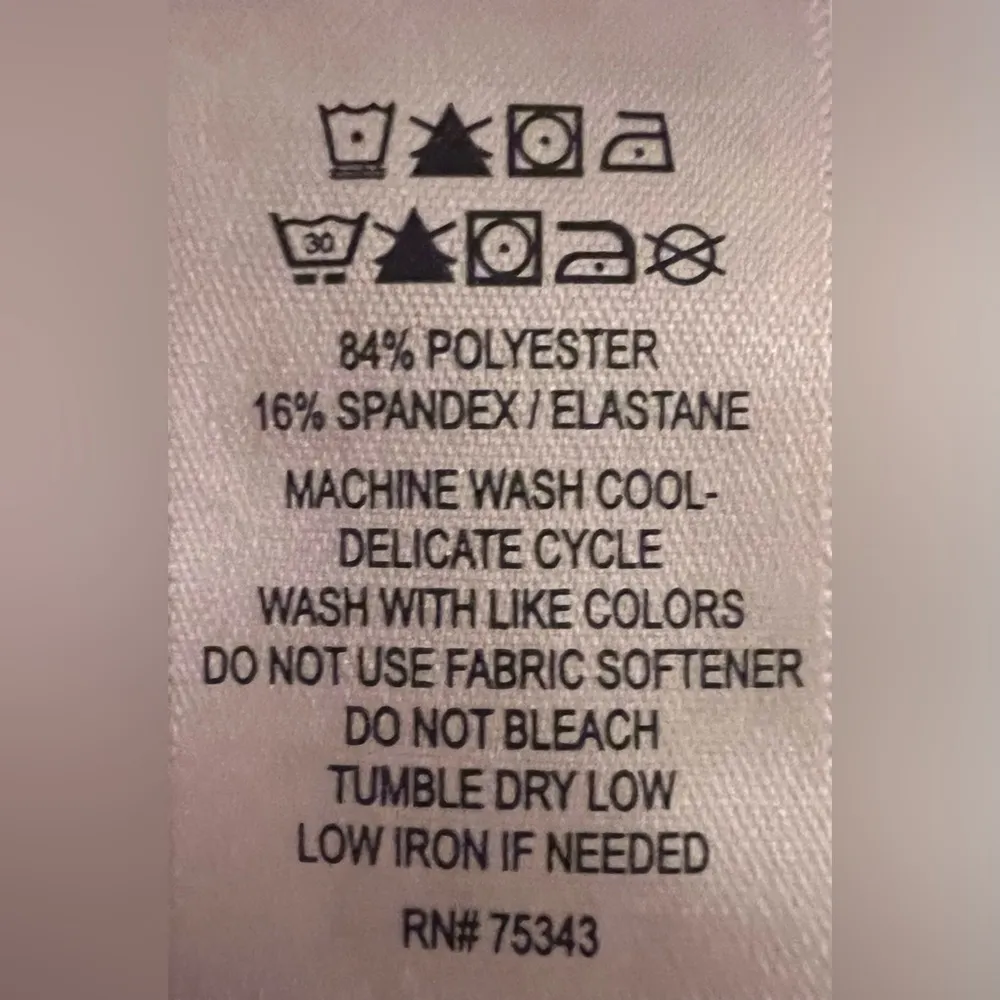 30
84% POLYESTER
16% SPANDEX / ELASTANE
MACHINE WASH COOL-
DELICATE CYCLE
WASH WITH LIKE COLORS
DO NOT USE FABRIC SOFTENER
DO NOT BLEACH
TUMBLE DRY LOW
LOW IRON IF NEEDED
RN# 75343